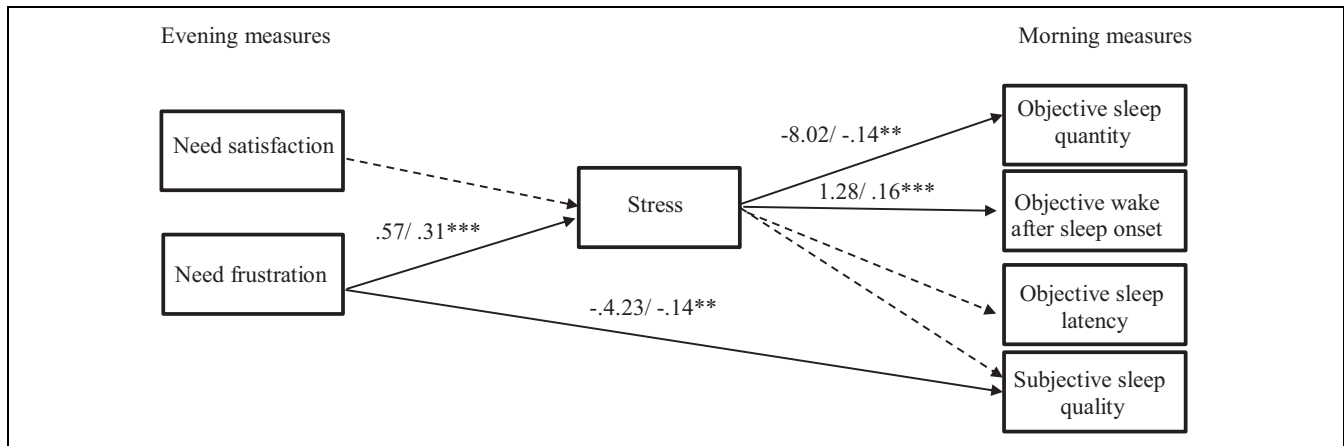 Evening measures
Morning measures
Need satisfaction
Need frustration
.57/ .31***
Stress
-8.02/ -.14**
1.28/ .16***
-.4.23/ -.14**
Objective sleep
quantity
Objective wake
after sleep onset
Objective sleep
latency
Subjective sleep
quality